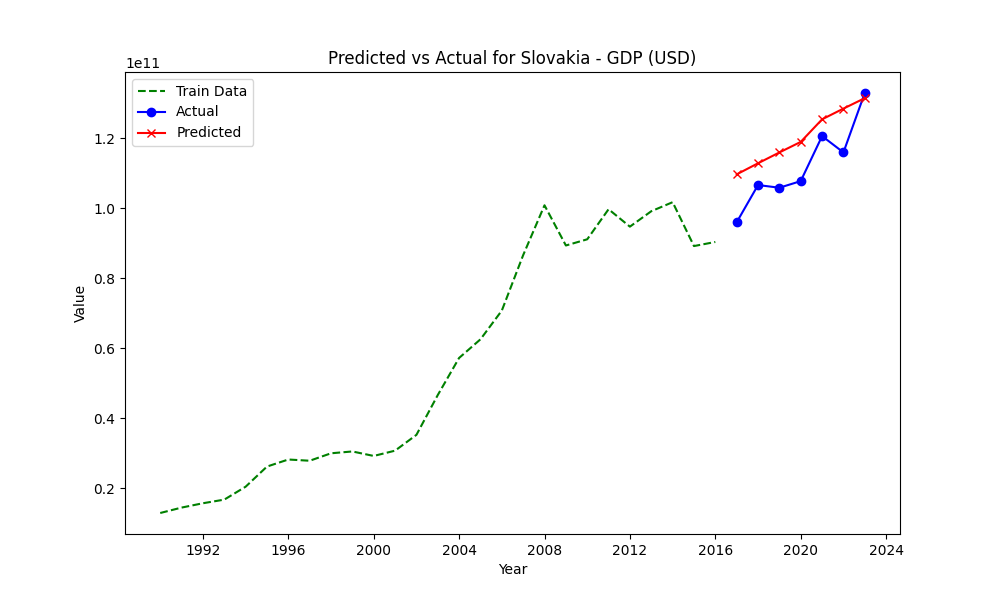 Predicted vs Actual for Slovakia - GDP (USD)
1e11
Train Data
Actual
Predicted
1.2
1.0
0.8
0.6
0.4
0.2
Value
1992 1996 2000 2004 2008 2012 2016 2020 2024
Year